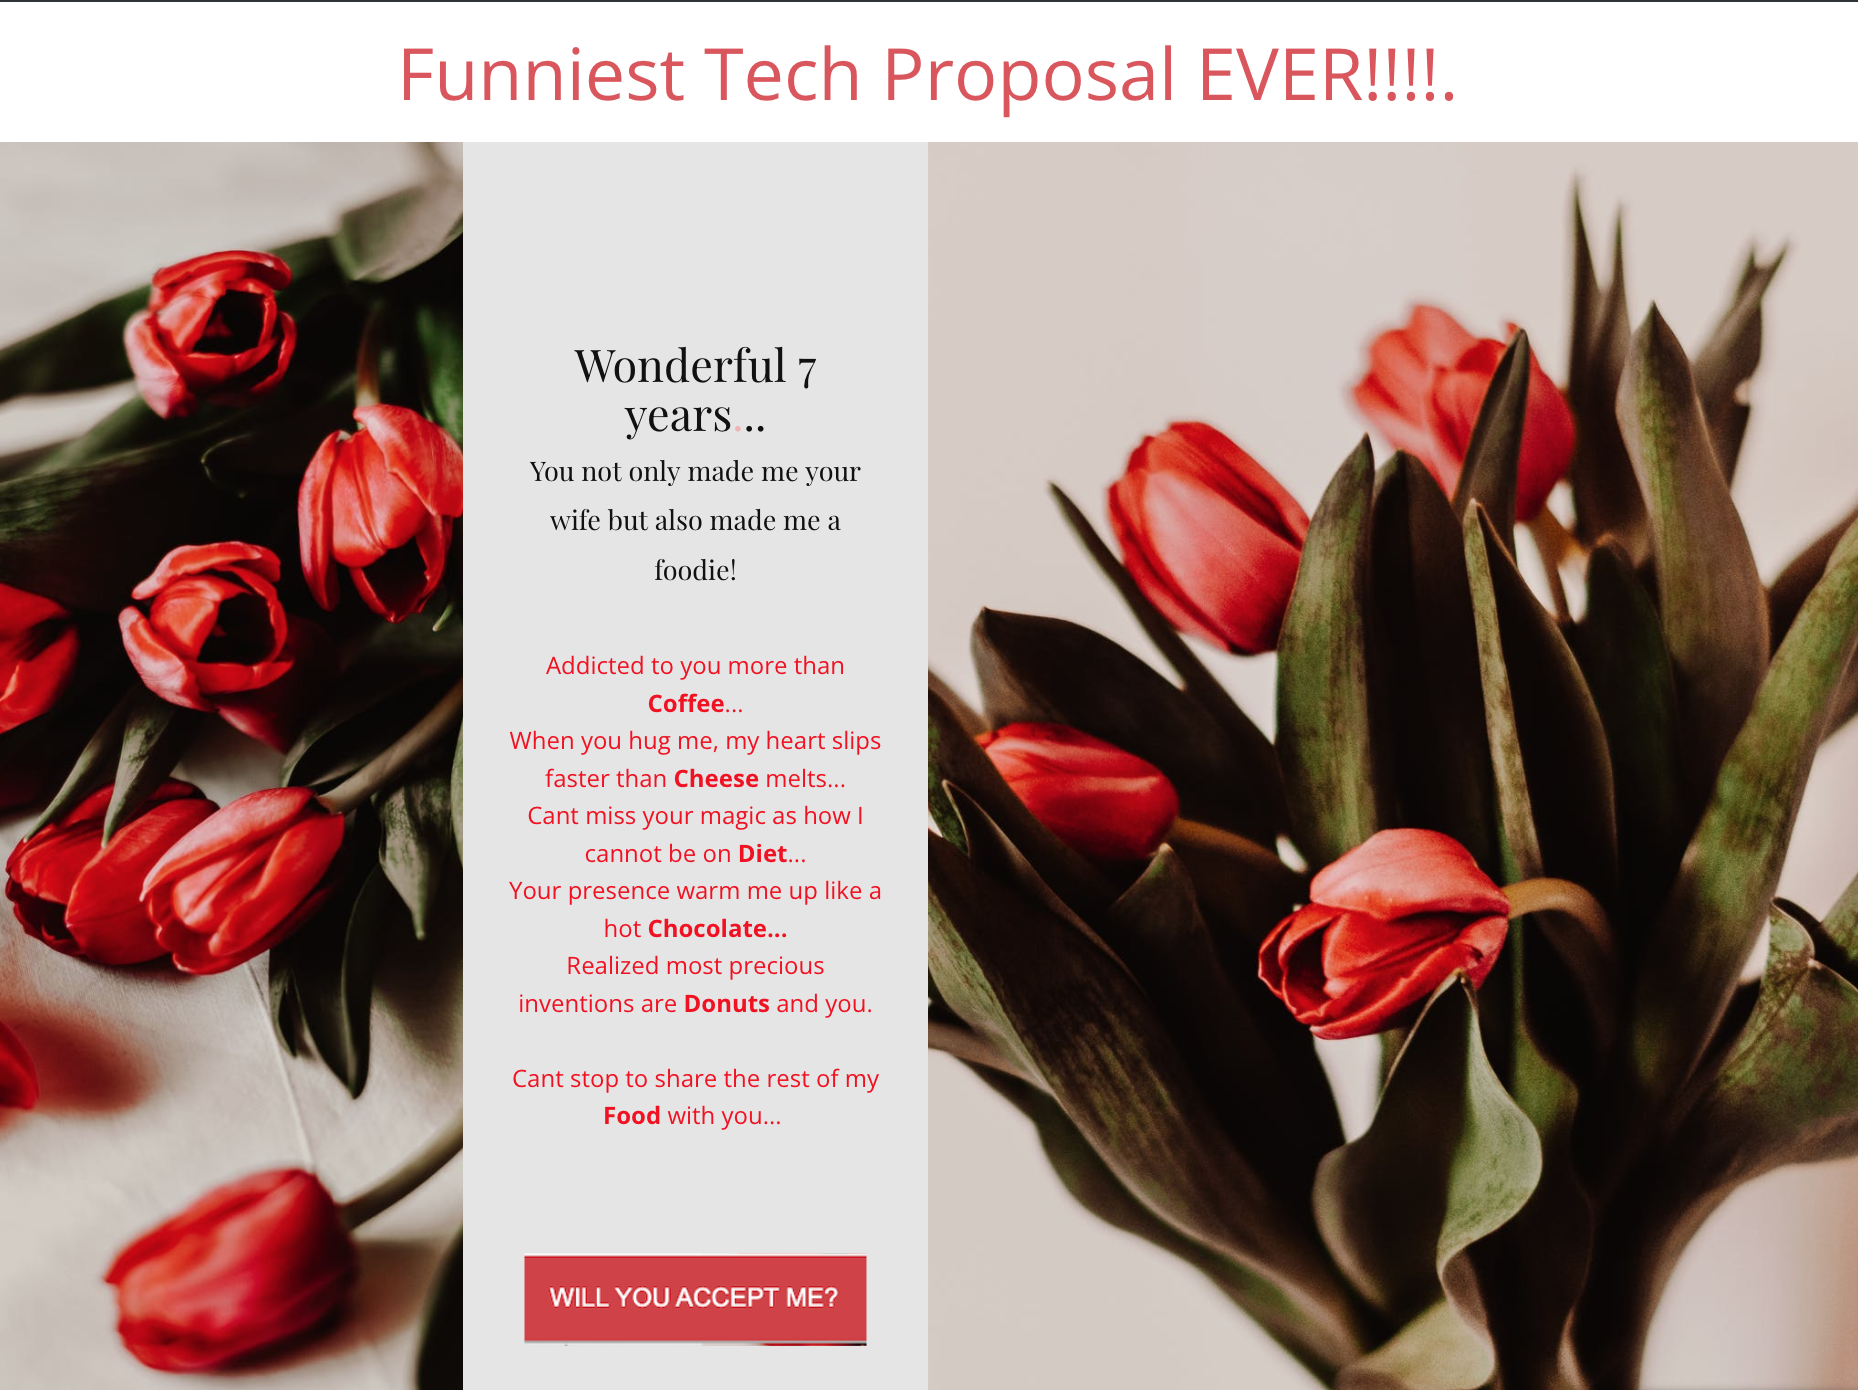 Funniest Tech Proposal EVER!!!!.
Wonderful 7
years...
You not only made me your
wife but also made me a
foodie!
Addicted to you more than
Coffee...
When you hug me, my heart slips
faster than Cheese melts...
Cant miss your magic as how I
cannot be on Diet...
Your presence warm me up like a
hot Chocolate...
Realized most precious
inventions are Donuts and you.
Cant stop to share the rest of my
Food with you...
WILL YOU ACCEPT ME?